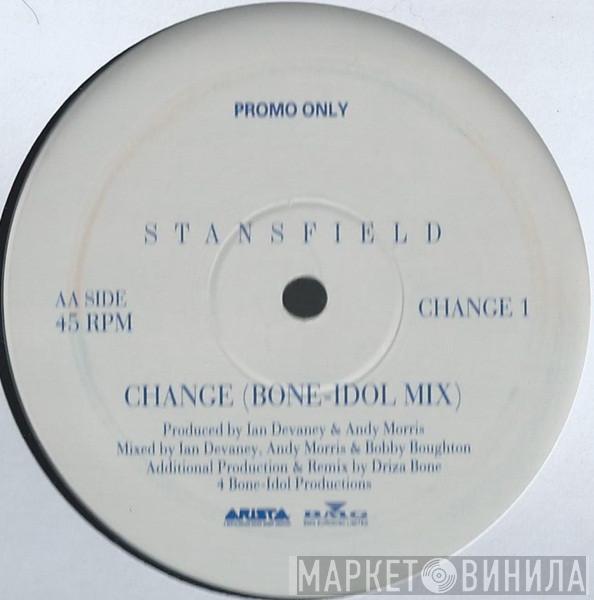 PROMO ONLY
STANSFIELD
AA SIDE
45 RPM
CHANGE 1
CHANGE (BONE-IDOL MIX)
Produced by Ian Devaney & Andy Morris
Mixed by Ian Devaney, Andy Morris & Bobby Boughton
Additional Production & Remix by Driza Bone
4 Bone-Idol Productions
ARISTA
BMG
МАРКЕТ ВИНИЛА